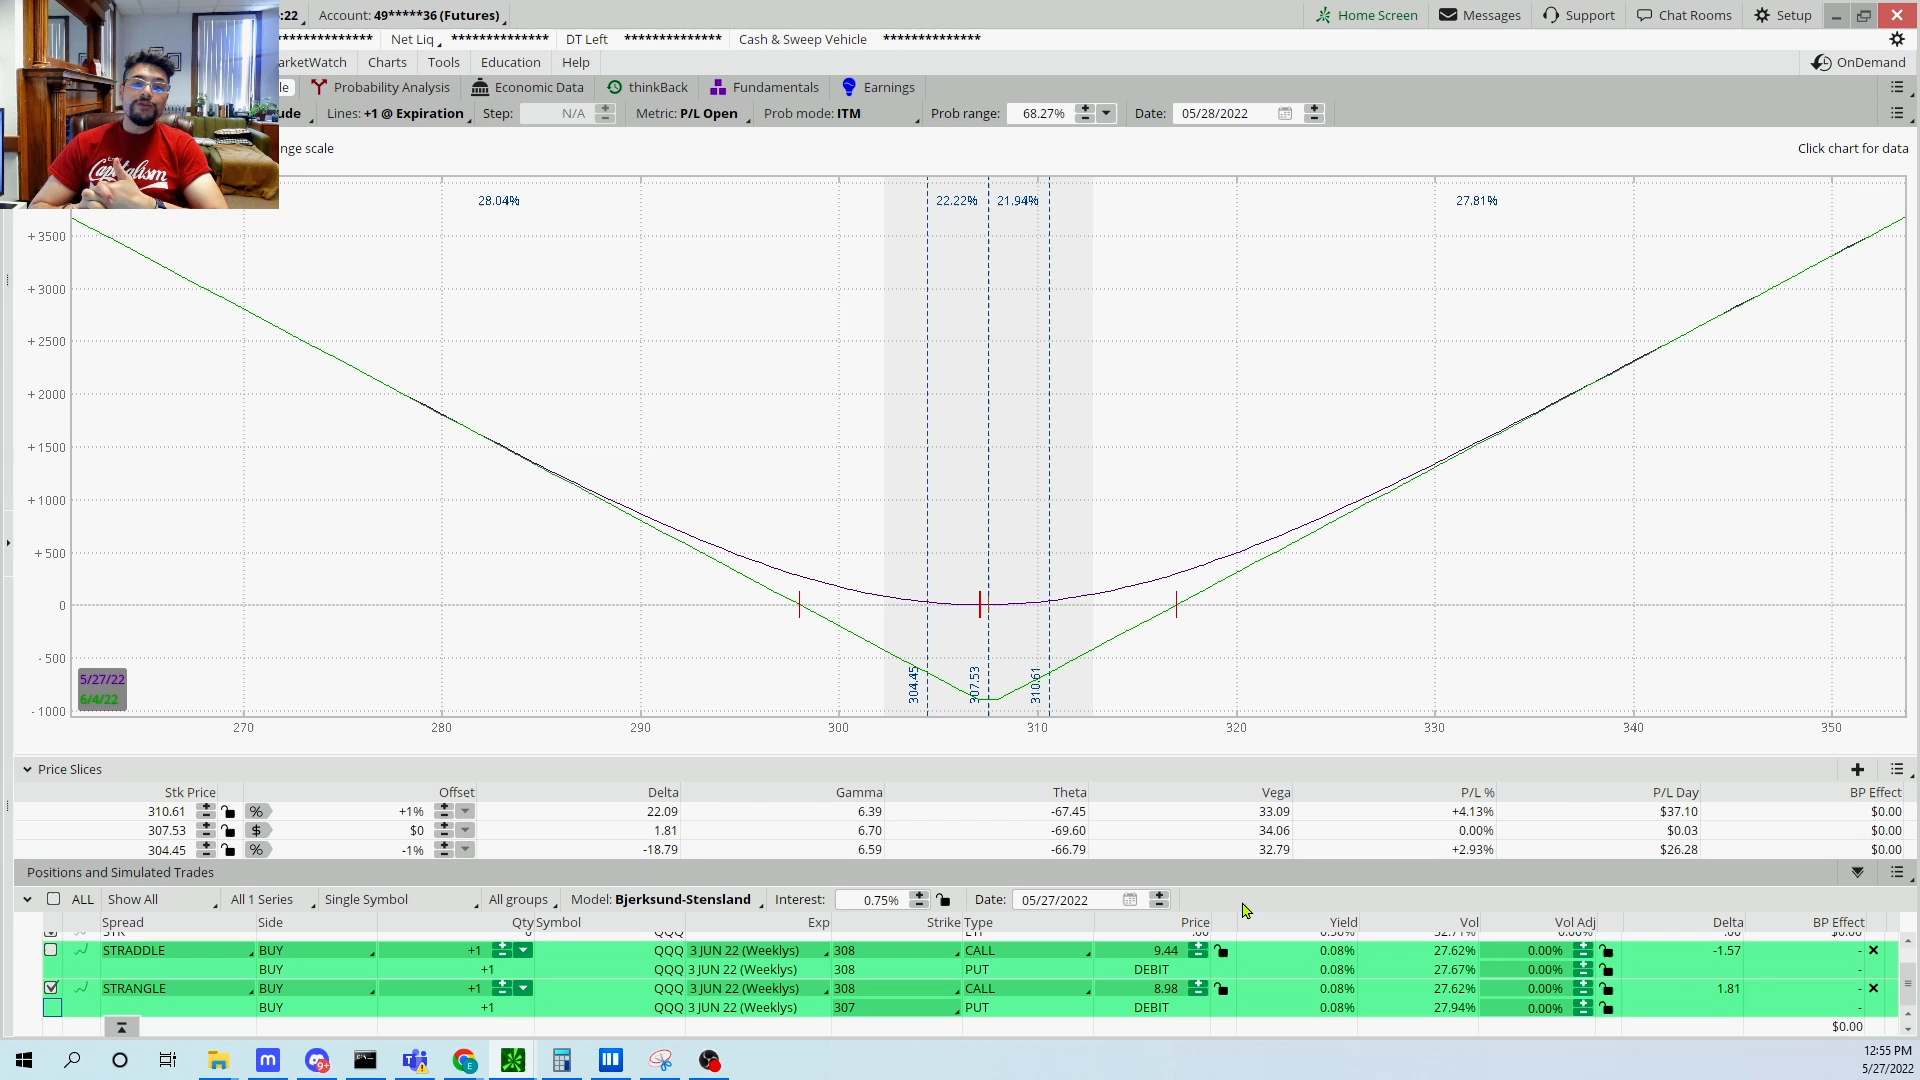 :22 Account: 49*****36 (Futures) Home Screen Messages Support Chat Rooms Setup
************** Net Liq ************** DT Left ************** Cash & Sweep Vehicle **************
arketWatch Charts Tools Education Help OnDemand
le Probability Analysis Economic Data thinkBack Fundamentals Earnings
ude Lines: +1 @ Expiration Step: N/A Metric: P/L Open Prob mode: ITM Prob range: 68.27% Date: 05/28/2022
nge scale Click chart for data
Capitalism
28.04% 22.22% 21.94% 27.81%
+3500
+3000
+2500
+2000
+1500
+1000
+500
0
-500
-1000
304.45 307.53 310.61
5/27/22
6/4/22
270 280 290 300 310 320 330 340 350
Price Slices
Stk Price Offset Delta Gamma Theta Vega P/L % P/L Day BP Effect
310.61 % +1% 22.09 6.39 -67.45 33.09 +4.13% $37.10 $0.00
307.53 $ $0 1.81 6.70 -69.60 34.06 0.00% $0.03 $0.00
304.45 % -1% -18.79 6.59 -66.79 32.79 +2.93% $26.28 $0.00
Positions and Simulated Trades
ALL Show All All 1 Series Single Symbol All groups Model: Bjerksund-Stensland Interest: 0.75% Date: 05/27/2022
Spread Side Qty Symbol Exp Strike Type Price Yield Vol Vol Adj Delta BP Effect
STRADDLE BUY +1 QQQ 3 JUN 22 (Weeklys) 308 CALL 9.44 0.08% 27.62% 0.00% -1.57 -
BUY +1 QQQ 3 JUN 22 (Weeklys) 308 PUT DEBIT 0.08% 27.67% 0.00% -
STRANGLE BUY +1 QQQ 3 JUN 22 (Weeklys) 308 CALL 8.98 0.08% 27.62% 0.00% 1.81 -
BUY +1 QQQ 3 JUN 22 (Weeklys) 307 PUT DEBIT 0.08% 27.94% 0.00% -
$0.00
12:55 PM
5/27/2022